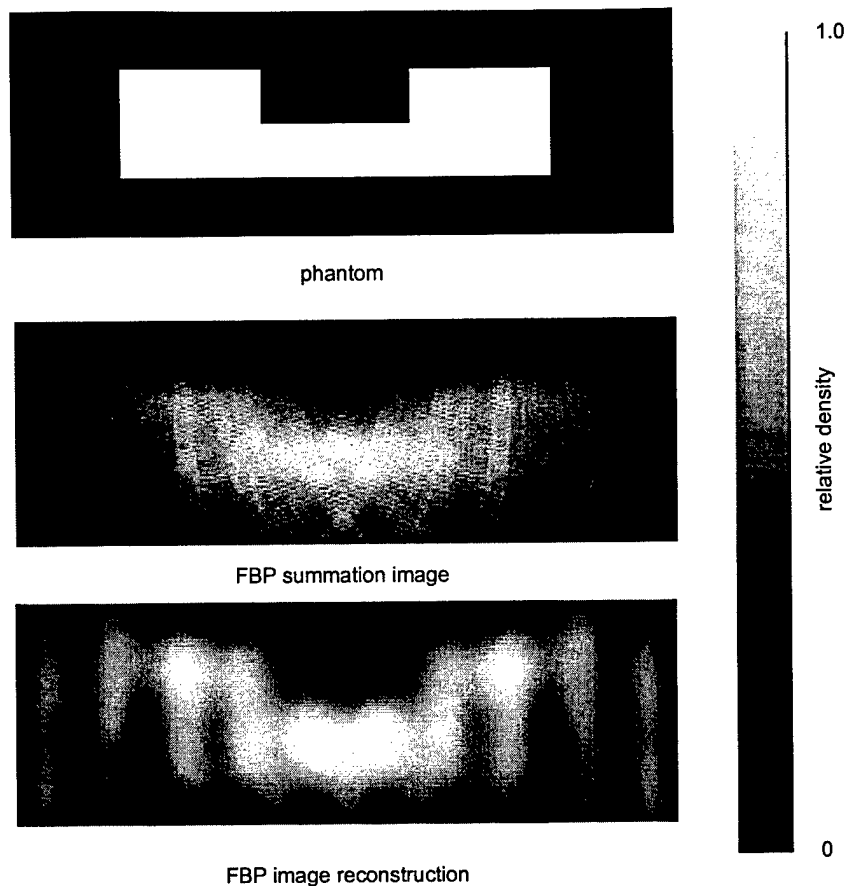 1.0
phantom
FBP summation image
relative density
0
FBP image reconstruction